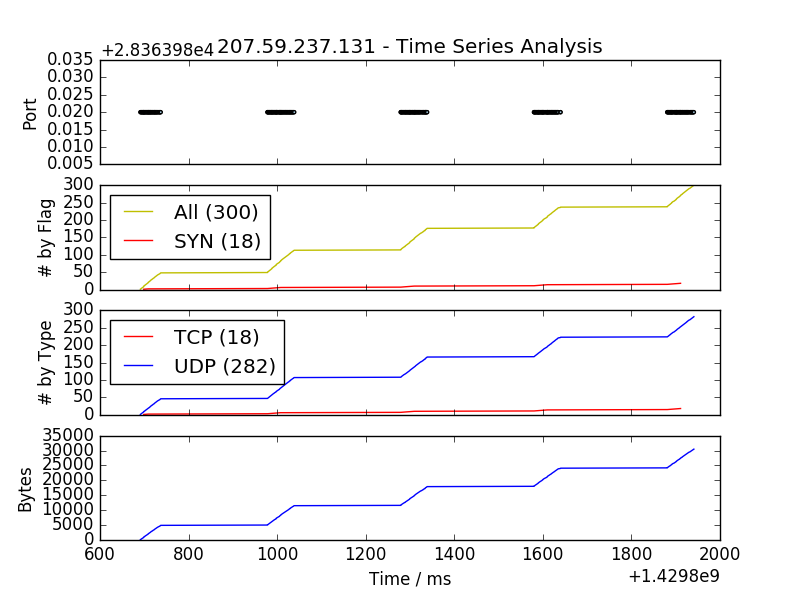 +2.836398e4
207.59.237.131 - Time Series Analysis
0.035
0.030
0.025
0.020
0.015
0.010
0.005
Port
300
250
200
150
100
50
0
# by Flag
All (300)
SYN (18)
300
250
200
150
100
50
0
# by Type
TCP (18)
UDP (282)
35000
30000
25000
20000
15000
10000
5000
0
Bytes
600 800 1000 1200 1400 1600 1800 2000
Time / ms
+1.4298e9